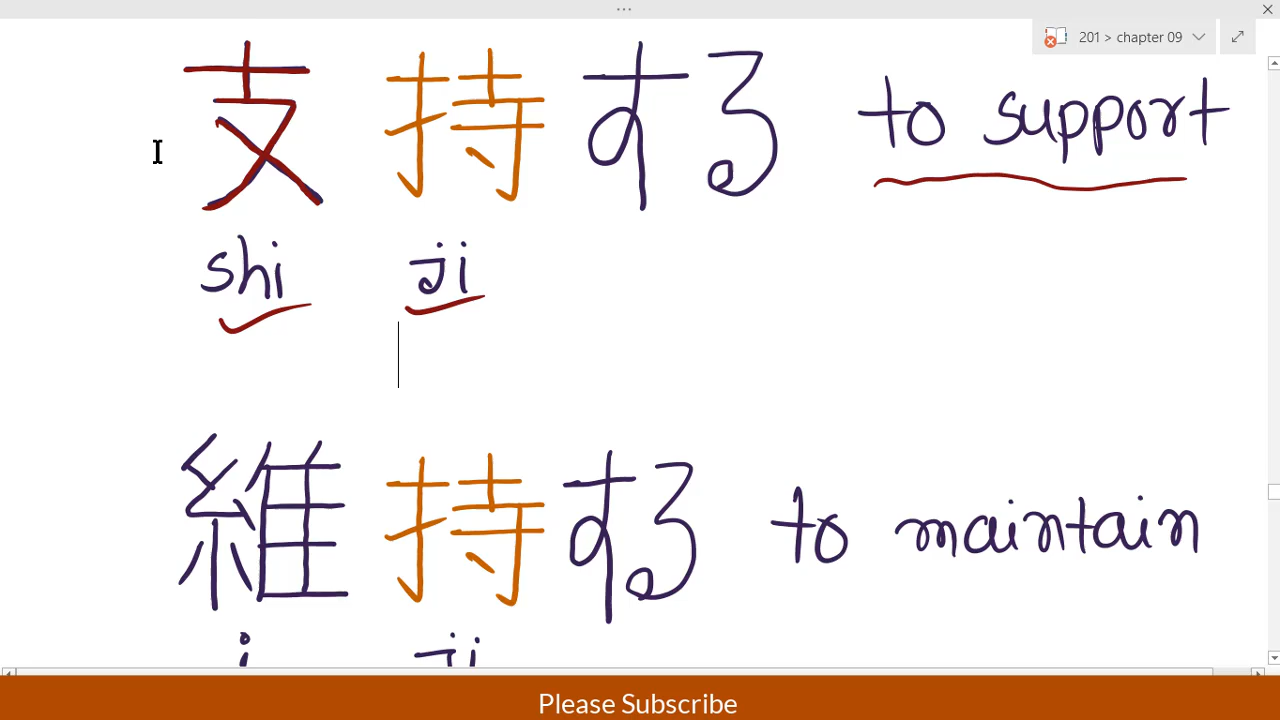 201 > chapter 09
支持する to support
shi ji
維持する to maintain
i ji
Please Subscribe